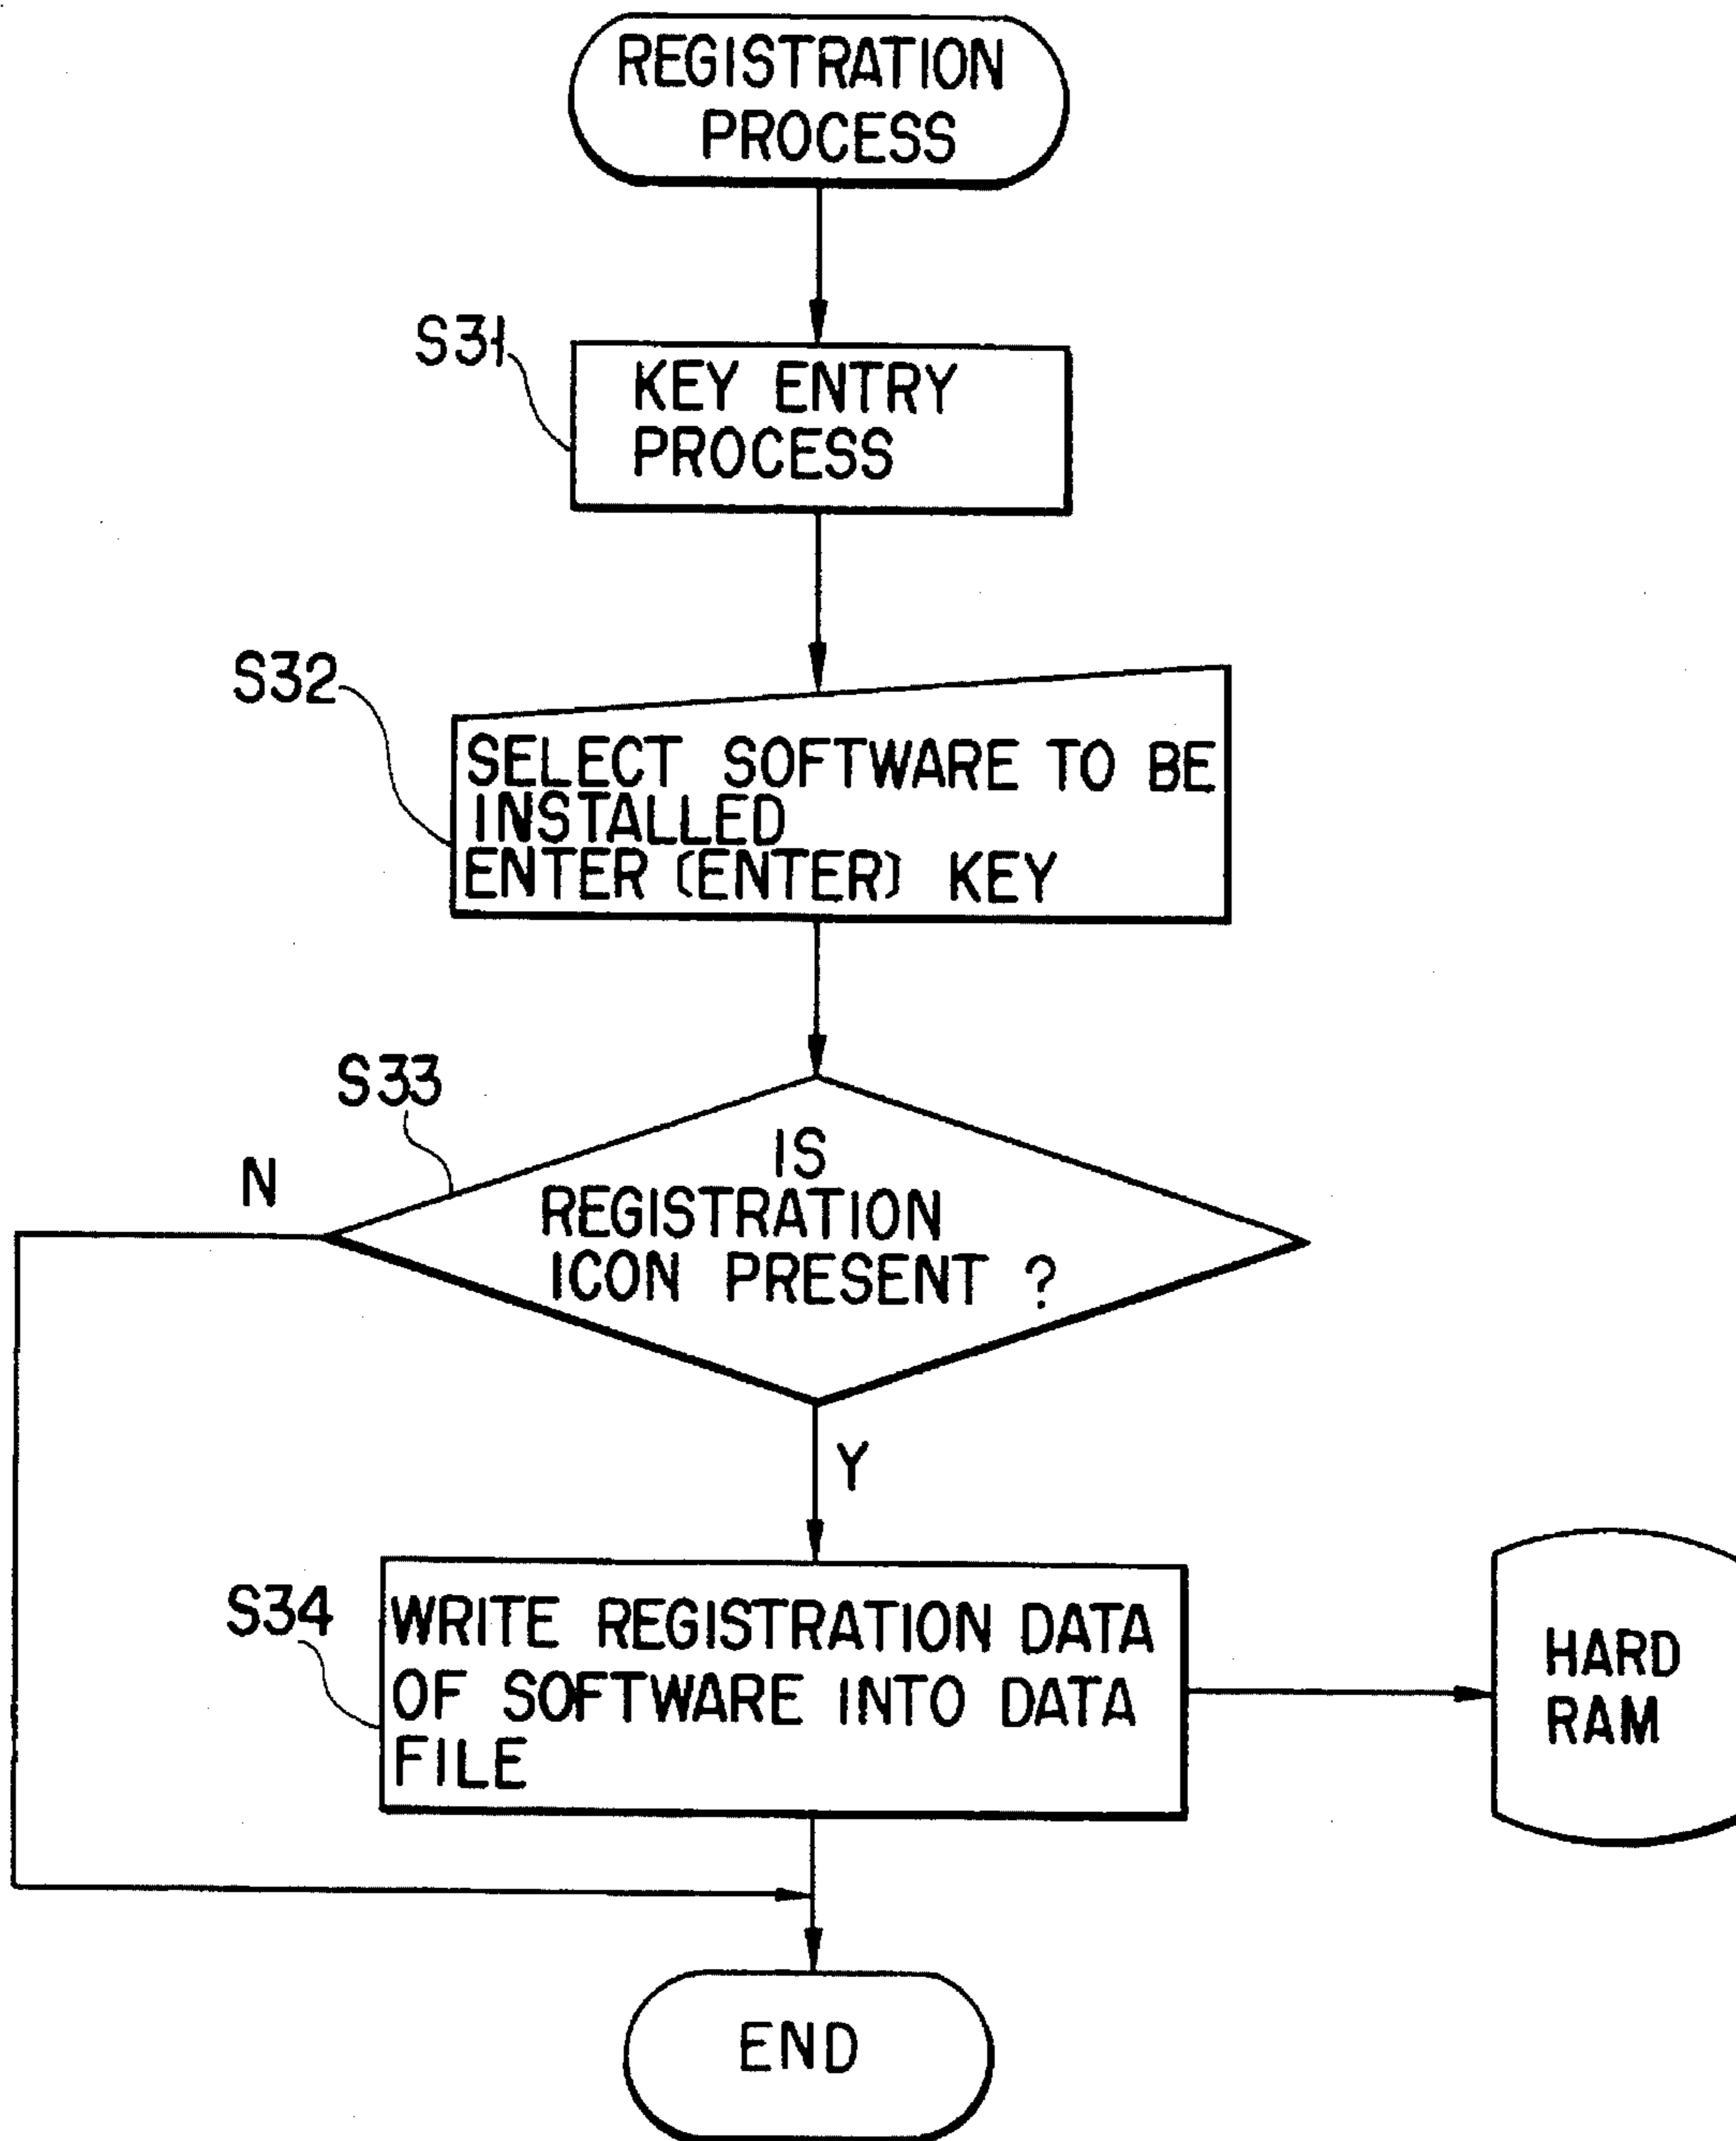 REGISTRATION
PROCESS
S31
KEY ENTRY
PROCESS
S32
SELECT SOFTWARE TO BE
INSTALLED
ENTER (ENTER) KEY
S33
N
IS
REGISTRATION
ICON PRESENT ?
Y
S34
WRITE REGISTRATION DATA
OF SOFTWARE INTO DATA
FILE
HARD
RAM
END